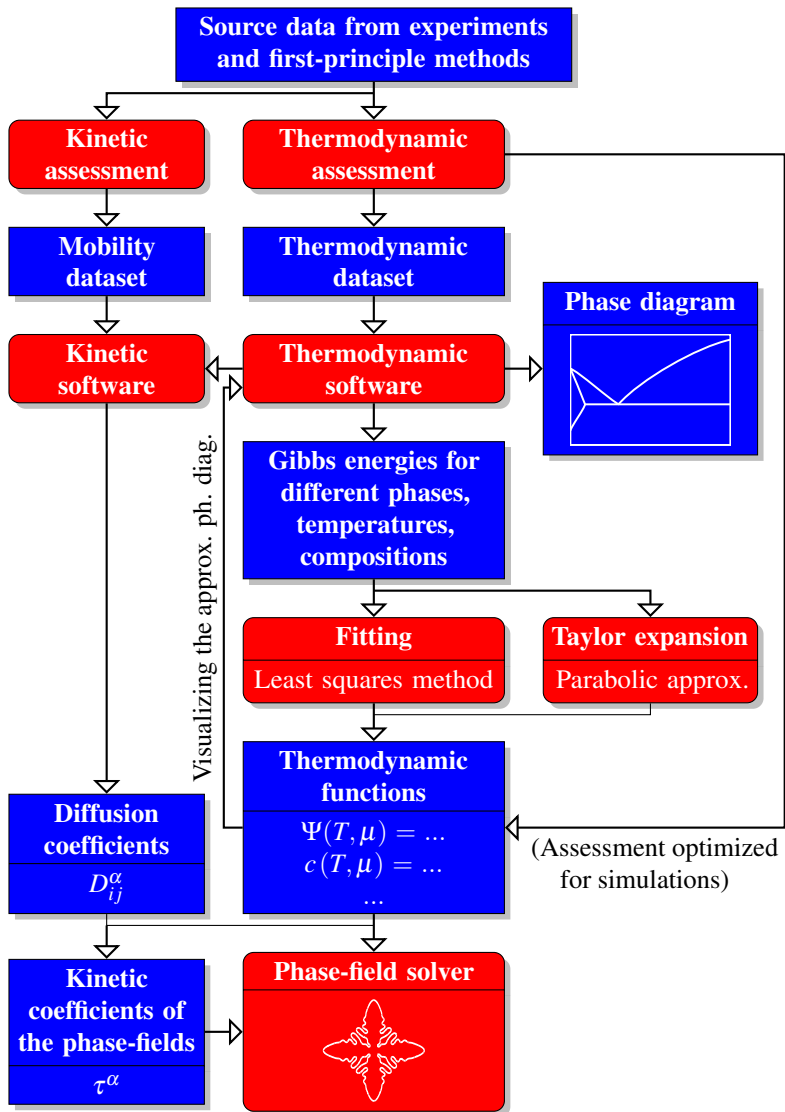 Source data from experiments
and first-principle methods
Kinetic
assessment
Thermodynamic
assessment
Mobility
dataset
Thermodynamic
dataset
Phase diagram
Kinetic
software
Thermodynamic
software
Visualizing the approx. ph. diag.
Gibbs energies for
different phases,
temperatures,
compositions
Fitting
Least squares method
Taylor expansion
Parabolic approx.
Thermodynamic
functions
Ψ(T,μ) = ...
c(T,μ) = ...
...
Diffusion
coefficients
D_{ij}^α
(Assessment optimized
for simulations)
Kinetic
coefficients of
the phase-fields
τ^α
Phase-field solver